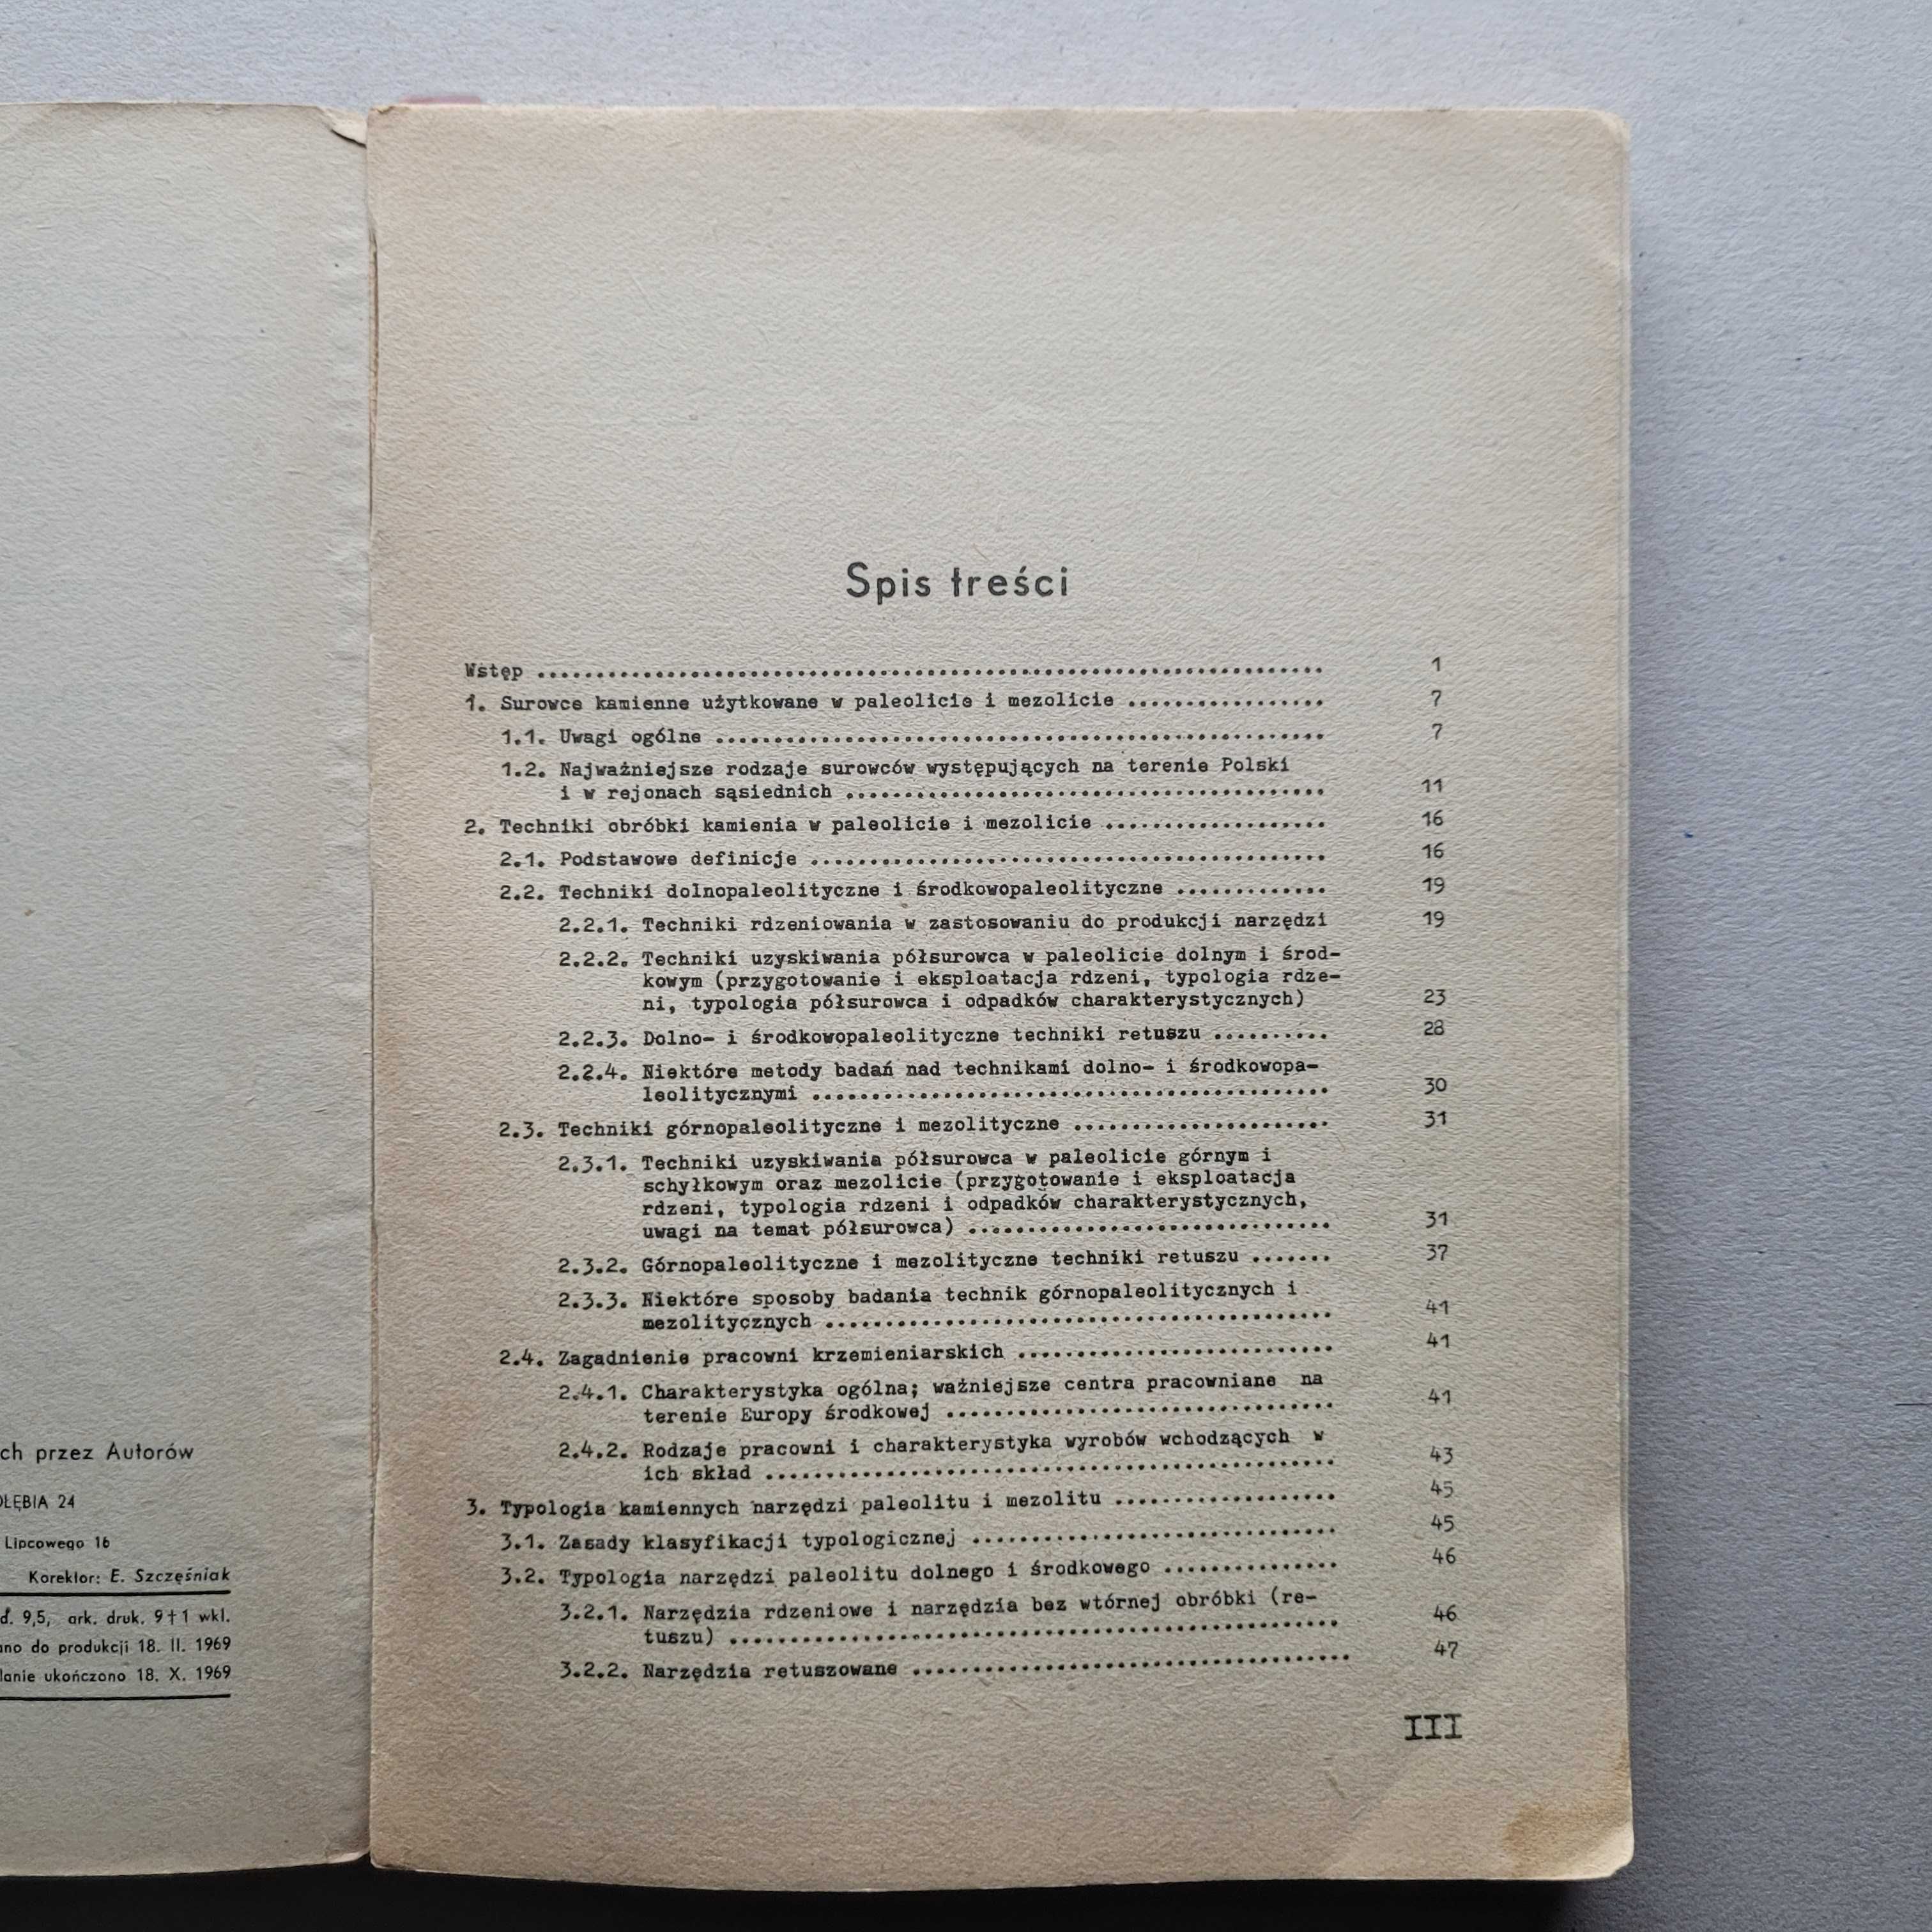 ch przez Autorów
24
Lipcowego 16
Korektor: E. Szczęśniak
9,5, ark. druk. 9†1 wkl.
do produkcji 18. II. 1969
ukończono 18. X. 1969
Spis treści
Wstęp .......... 1
1. Surowce kamienne użytkowane w paleolicie i mezolicie .......... 7
1.1. Uwagi ogólne .......... 7
1.2. Najważniejsze rodzaje surowców występujących na terenie Polski
i w rejonach sąsiednich .......... 11
2. Techniki obróbki kamienia w paleolicie i mezolicie .......... 16
2.1. Podstawowe definicje .......... 16
2.2. Techniki dolnopaleolityczne i środkowopaleolityczne .......... 19
2.2.1. Techniki rdzeniowania w zastosowaniu do produkcji narzędzi 19
2.2.2. Techniki uzyskiwania półsurowca w paleolicie dolnym i środ-
kowym (przygotowanie i eksploatacja rdzeni, typologia rdze-
ni, typologia półsurowca i odpadków charakterystycznych) 23
2.2.3. Dolno- i środkowopaleolityczne techniki retuszu .......... 28
2.2.4. Niektóre metody badań nad technikami dolno- i środkowopa-
leolitycznymi .......... 30
2.3. Techniki górnopaleolityczne i mezolityczne .......... 31
2.3.1. Techniki uzyskiwania półsurowca w paleolicie górnym i
schyłkowym oraz mezolicie (przygotowanie i eksploatacja
rdzeni, typologia rdzeni i odpadków charakterystycznych,
uwagi na temat półsurowca) .......... 31
2.3.2. Górnopaleolityczne i mezolityczne techniki retuszu ....... 37
2.3.3. Niektóre sposoby badania technik górnopaleolitycznych i
mezolitycznych .......... 41
2.4. Zagadnienie pracowni krzemieniarskich .......... 41
2.4.1. Charakterystyka ogólna; ważniejsze centra pracowniane na
terenie Europy środkowej .......... 41
2.4.2. Rodzaje pracowni i charakterystyka wyrobów wchodzących w
ich skład .......... 43
3. Typologia kamiennych narzędzi paleolitu i mezolitu .......... 45
3.1. Zasady klasyfikacji typologicznej .......... 45
3.2. Typologia narzędzi paleolitu dolnego i środkowego .......... 46
3.2.1. Narzędzia rdzeniowe i narzędzia bez wtórnej obróbki (re-
tuszu) .......... 46
3.2.2. Narzędzia retuszowane .......... 47
III